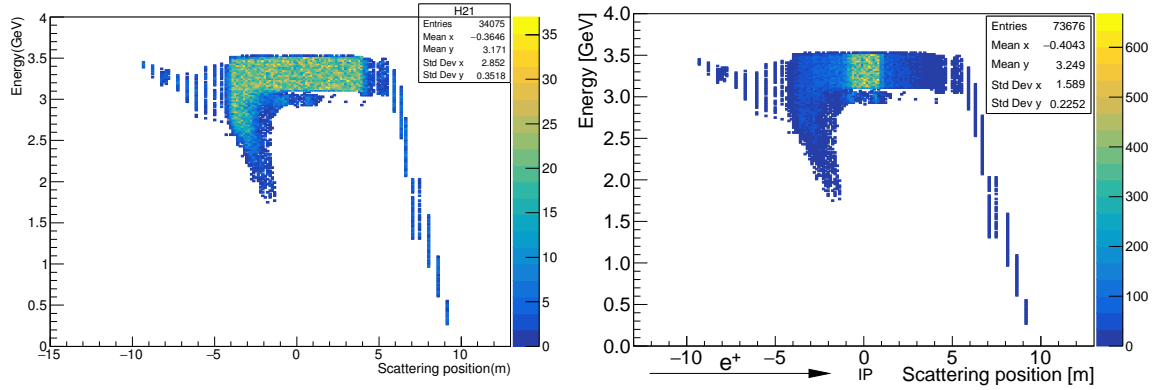 H21
Entries 34075
Mean x −0.3646
Mean y 3.171
Std Dev x 2.852
Std Dev y 0.3518
Energy(GeV)
4
3.5
3
2.5
2
1.5
1
0.5
0
−15
−10
−5
0
5
10
Scattering position(m)
35
30
25
20
15
10
5
0
Entries 73676
Mean x −0.4043
Mean y 3.249
Std Dev x 1.589
Std Dev y 0.2252
Energy [GeV]
4.0
3.5
3.0
2.5
2.0
1.5
1.0
0.5
0.0
−10
−5
0
5
10
e+
IP
Scattering position [m]
600
500
400
300
200
100
0